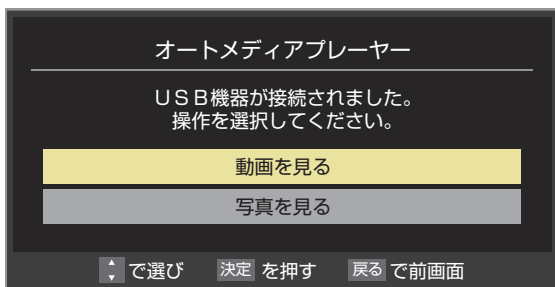 オートメディアプレーヤー
ＵＳＢ機器が接続されました。
操作を選択してください。
動画を見る
写真を見る
で選び 決定 を押す 戻る で前画面